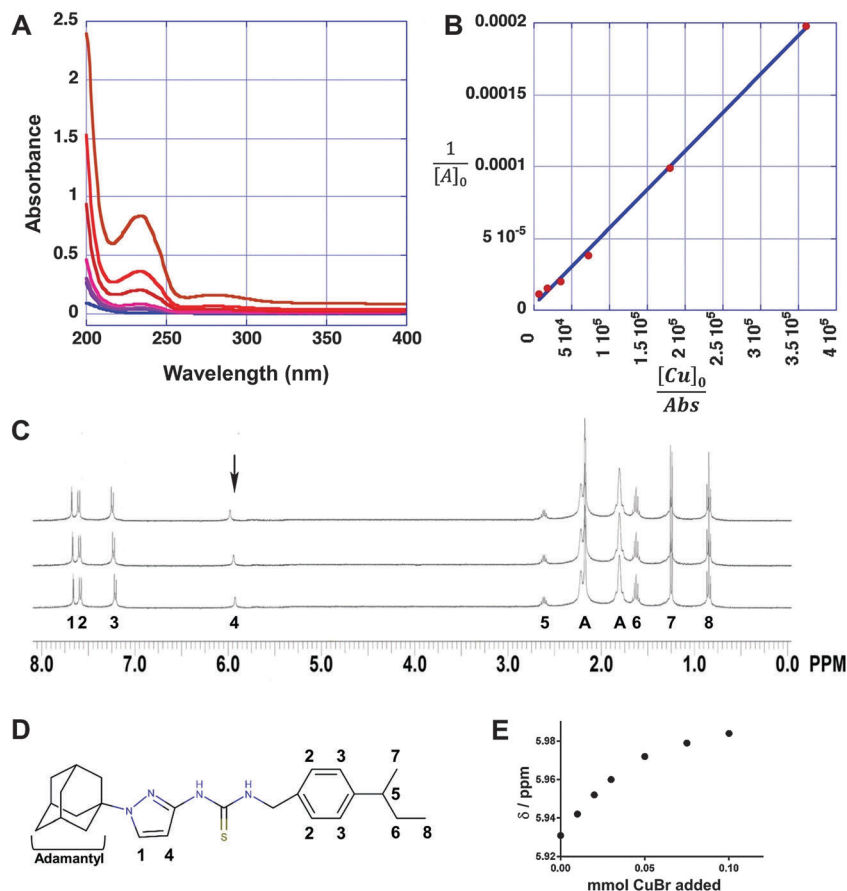 A
B
2.5
2
1.5
1
0.5
0
Absorbance
200 250 300 350 400
Wavelength (nm)
0.0002
0.00015
0.0001
5 10⁻⁵
0
1
[A]₀
0
5 10⁴
1 10⁵
1.5 10⁵
2 10⁵
2.5 10⁵
3 10⁵
3.5 10⁵
4 10⁵
[Cu]₀
Abs
C
1 2 3 4 5 A A 6 7 8
8.0 7.0 6.0 5.0 4.0 3.0 2.0 1.0 0.0 PPM
D
N
N
H
N
S
H
N
Adamantyl
1 4
2 3
2 3
7
5
6 8
E
δ / ppm
5.98
5.96
5.94
5.92
0.00 0.05 0.10
mmol CuBr added